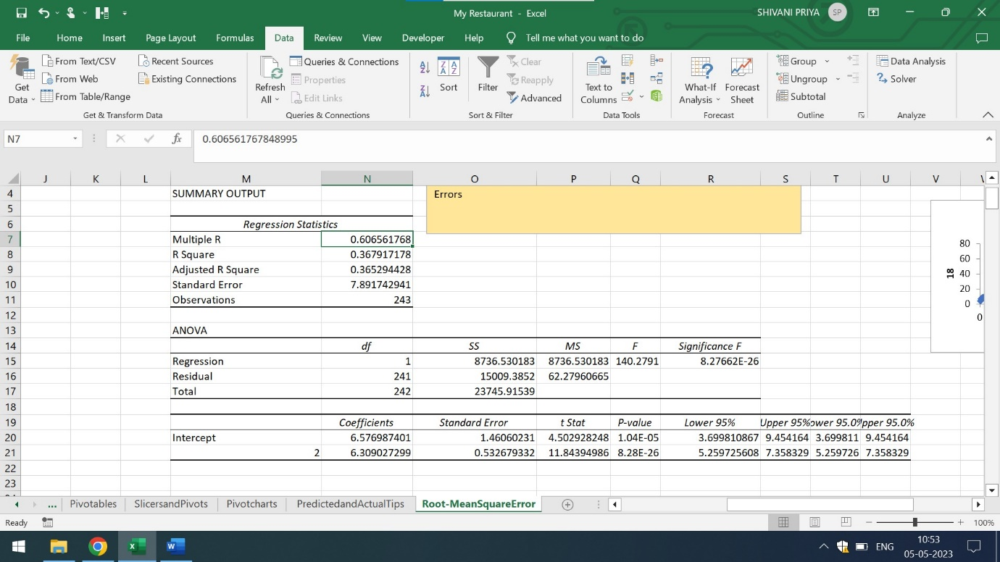 My Restaurant - Excel
SHIVANI PRIYA SP
File Home Insert Page Layout Formulas Data Review View Developer Help Tell me what you want to do
Get Data
From Text/CSV
From Web
From Table/Range
Recent Sources
Existing Connections
Get & Transform Data
Refresh All
Queries & Connections
Properties
Edit Links
Queries & Connections
Sort
Filter
Clear
Reapply
Advanced
Sort & Filter
Text to Columns
Data Tools
What-If Analysis
Forecast Sheet
Forecast
Group
Ungroup
Subtotal
Outline
Data Analysis
Solver
Analyze
N7 fx 0.606561767848995
J K L M N O P Q R S T U V
4 SUMMARY OUTPUT Errors
5
6 Regression Statistics
7 Multiple R 0.606561768
8 R Square 0.367917178
9 Adjusted R Square 0.365294428
10 Standard Error 7.891742941
11 Observations 243
12
13 ANOVA
14 df SS MS F Significance F
15 Regression 1 8736.530183 8736.530183 140.2791 8.27662E-26
16 Residual 241 15009.3852 62.27960665
17 Total 242 23745.91539
18
19 Coefficients Standard Error t Stat P-value Lower 95% Upper 95% ower 95.0% pper 95.0%
20 Intercept 6.576987401 1.46060231 4.502928248 1.04E-05 3.699810867 9.454164 3.699811 9.454164
21 2 6.309027299 0.532679332 11.84394986 8.28E-26 5.259725608 7.358329 5.259726 7.358329
22
23
80
60
40
20
0
18
0
... Pivotables SlicersandPivots Pivotcharts PredictedandActualTips Root-MeanSquareError
Ready 100%
ENG 10:53
05-05-2023